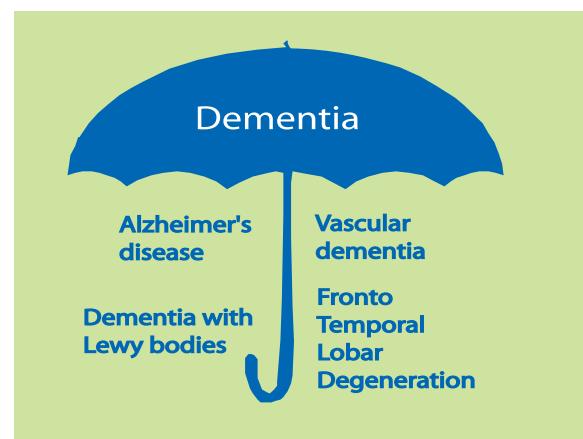 Dementia
Alzheimer's
disease
Vascular
dementia
Dementia with
Lewy bodies
Fronto
Temporal
Lobar
Degeneration